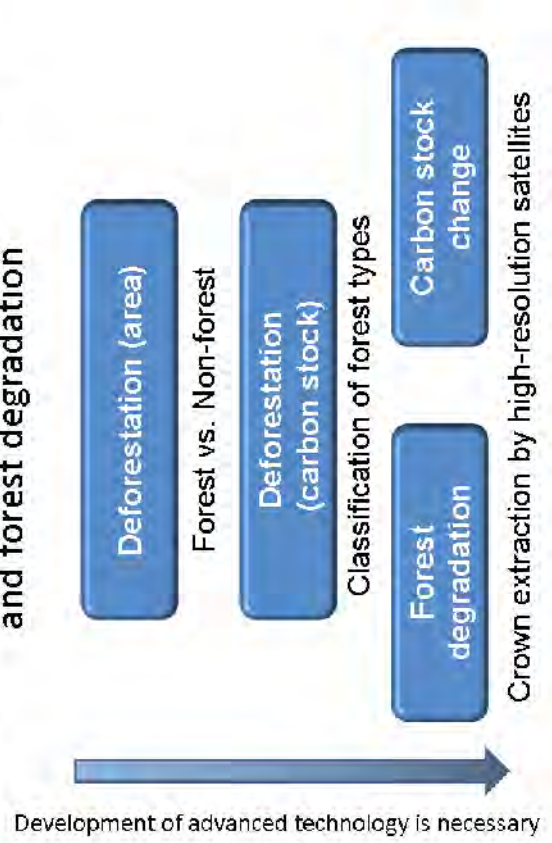 and forest degradation
Deforestation (area)
Forest vs. Non-forest
Deforestation
(carbon stock)
Classification of forest types
Forest
degradation
Carbon stock
change
Crown extraction by high-resolution satellites
Development of advanced technology is necessary